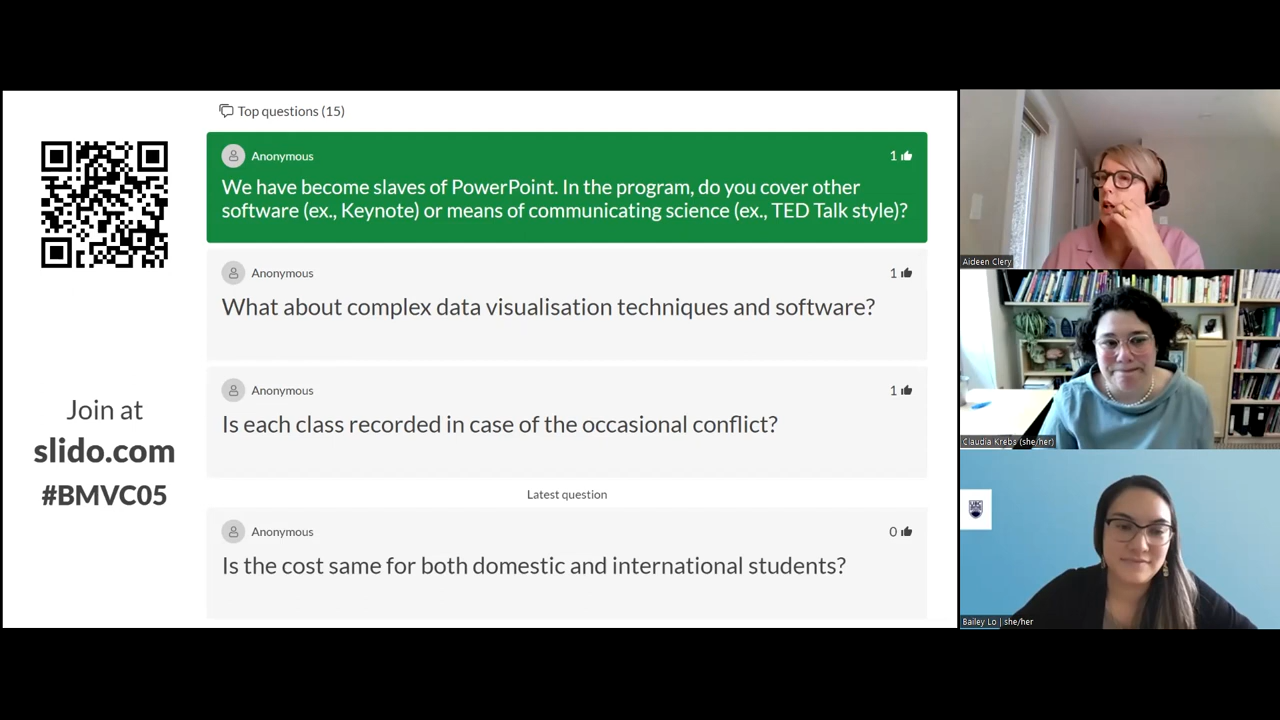 Top questions (15)
Anonymous
1
We have become slaves of PowerPoint. In the program, do you cover other
software (ex., Keynote) or means of communicating science (ex., TED Talk style)?
Anonymous
1
What about complex data visualisation techniques and software?
Anonymous
1
Is each class recorded in case of the occasional conflict?
Latest question
Anonymous
0
Is the cost same for both domestic and international students?
Join at
slido.com
#BMVC05
Aideen Clery
Claudia Krebs (she/her)
UBC
Bailey Lo | she/her